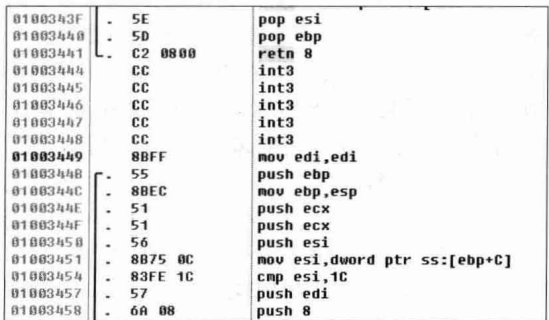 0100343F . 5E pop esi
01003440 . 5D pop ebp
01003441 . C2 0800 retn 8
01003444 CC int3
01003445 CC int3
01003446 CC int3
01003447 CC int3
01003448 CC int3
01003449 8BFF mov edi,edi
0100344B . 55 push ebp
0100344C . 8BEC mov ebp,esp
0100344E . 51 push ecx
0100344F . 51 push ecx
01003450 . 56 push esi
01003451 . 8B75 0C mov esi,dword ptr ss:[ebp+C]
01003454 . 83FE 1C cmp esi,1C
01003457 . 57 push edi
01003458 . 6A 08 push 8